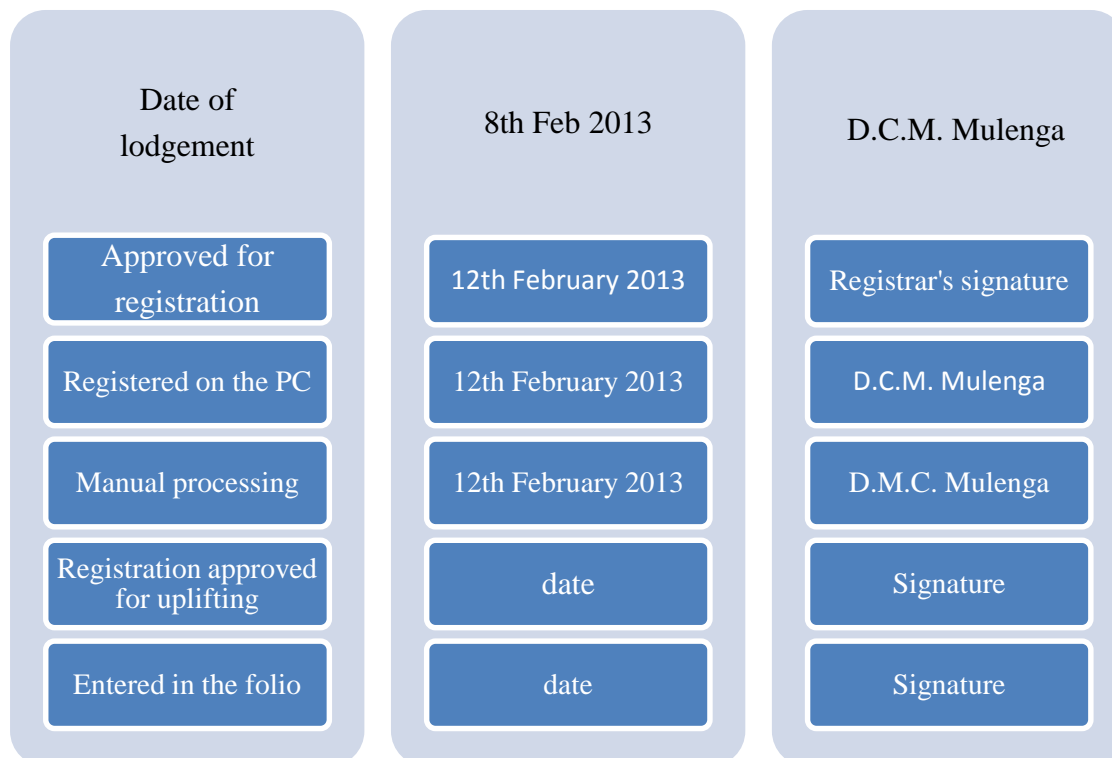 Date of
lodgement
8th Feb 2013
D.C.M. Mulenga
Approved for
registration
12th February 2013
Registrar's signature
Registered on the PC
12th February 2013
D.C.M. Mulenga
Manual processing
12th February 2013
D.M.C. Mulenga
Registration approved
for uplifting
date
Signature
Entered in the folio
date
Signature